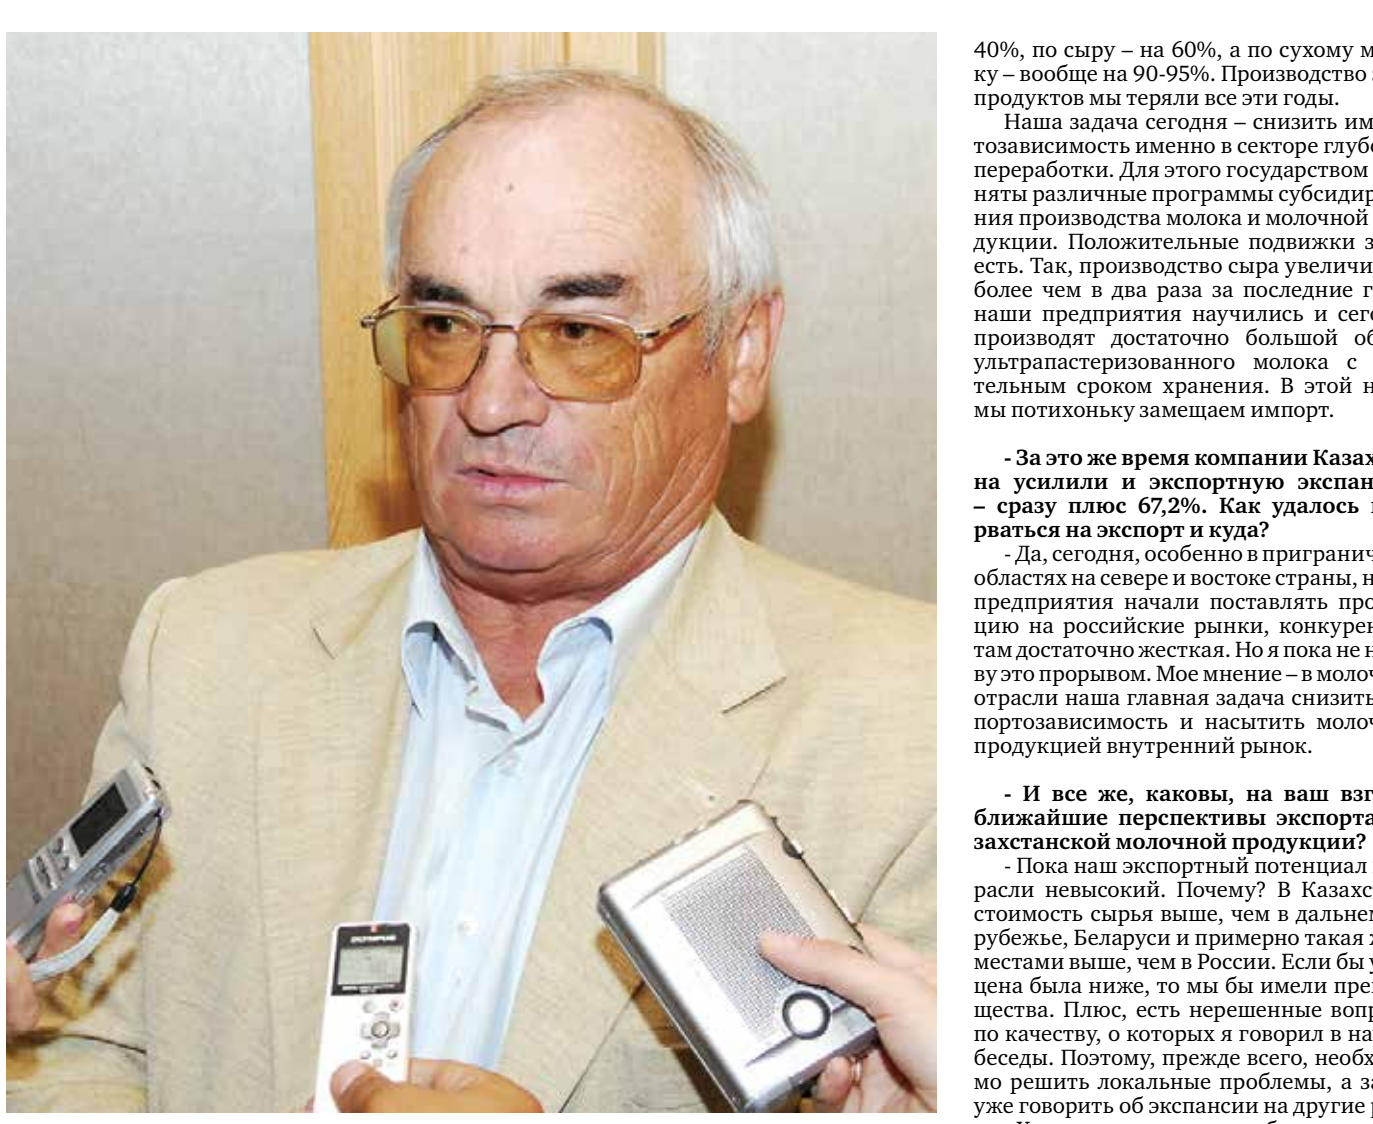 40%, по сыру – на 60%, а по сухому м
ку – вообще на 90-95%. Производство
продуктов мы теряли все эти годы.
Наша задача сегодня – снизить им
тозависимость именно в секторе глуб
переработки. Для этого государством
няты различные программы субсидир
ния производства молока и молочной
дукции. Положительные подвижки з
есть. Так, производство сыра увеличи
более чем в два раза за последние г
наши предприятия научились и сег
производят достаточно большой об
ультрапастеризованного молока с
тельным сроком хранения. В этой н
мы потихоньку замещаем импорт.
- За это же время компании Казах
на усилили и экспортную экспан
– сразу плюс 67,2%. Как удалось
рваться на экспорт и куда?
- Да, сегодня, особенно в приграни
областях на севере и востоке страны, н
предприятия начали поставлять про
цию на российские рынки, конкурен
там достаточно жесткая. Но я пока не н
ву это прорывом. Мое мнение – в моло
отрасли наша главная задача снизить
портозависимость и насытить моло
продукцией внутренний рынок.
- И все же, каковы, на ваш взг
ближайшие перспективы экспорта
захстанской молочной продукции?
- Пока наш экспортный потенциал
расли невысокий. Почему? В Казахс
стоимость сырья выше, чем в дальне
рубежье, Беларуси и примерно такая
местами выше, чем в России. Если бы у
цена была ниже, то мы бы имели пре
щества. Плюс, есть нерешенные воп
по качеству, о которых я говорил в на
беседы. Поэтому, прежде всего, необх
мо решить локальные проблемы, а за
уже говорить об экспансии на другие
OLYMPUS